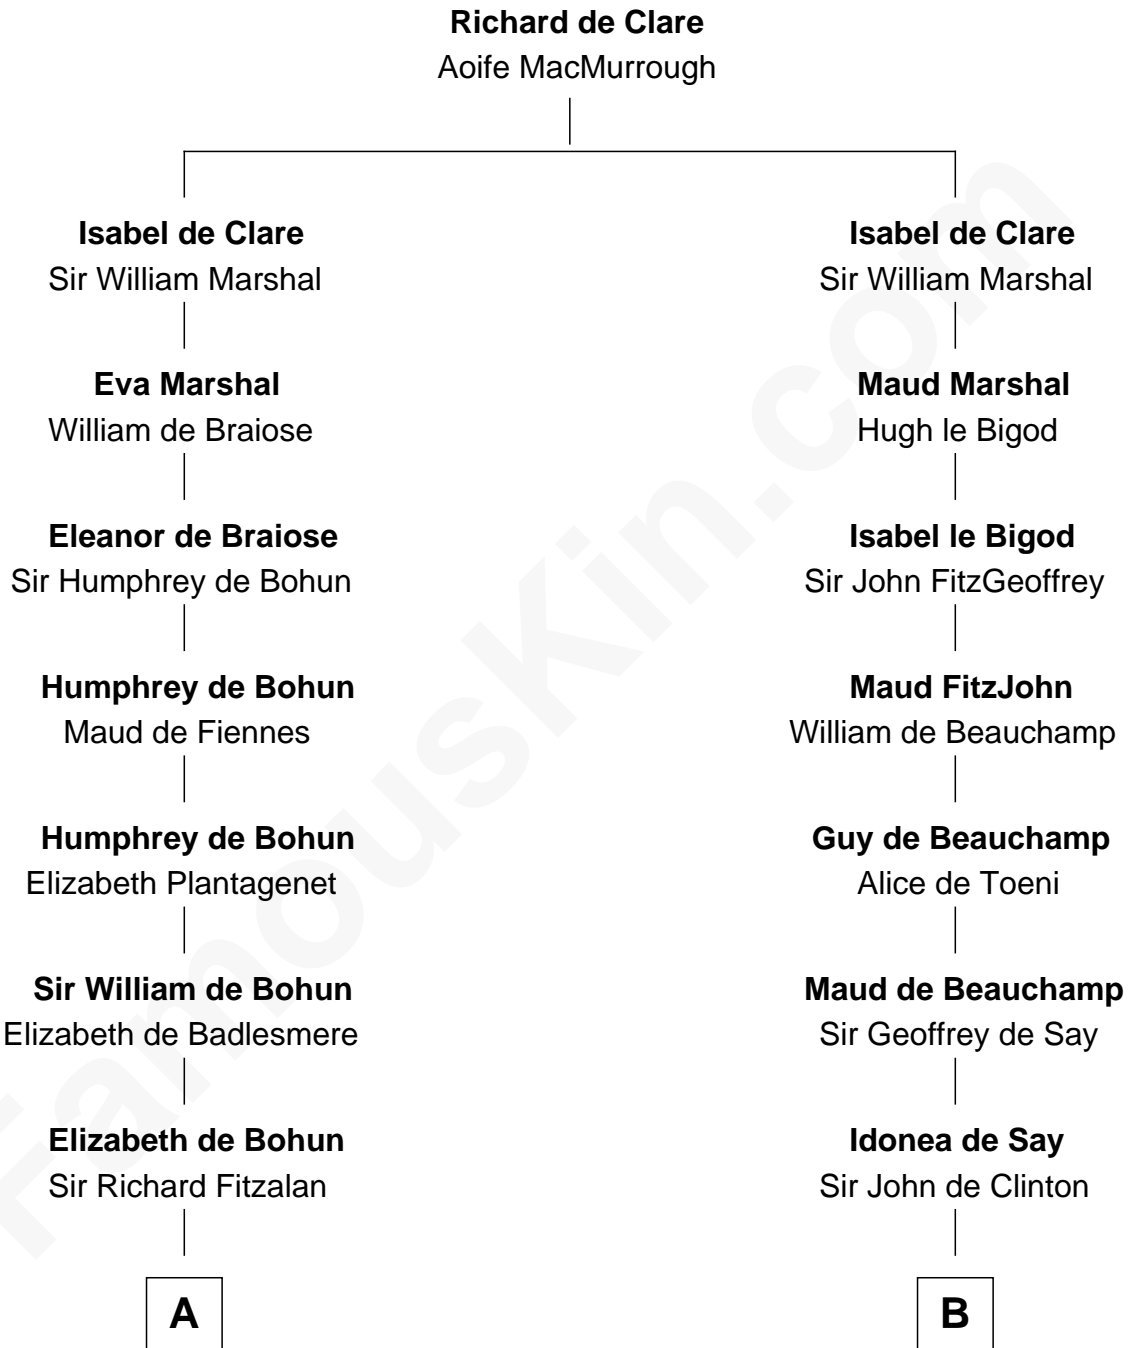 Richard de Clare
Aoife MacMurrough
Isabel de Clare
Sir William Marshal
Eva Marshal
William de Braiose
Eleanor de Braiose
Sir Humphrey de Bohun
Humphrey de Bohun
Maud de Fiennes
Humphrey de Bohun
Elizabeth Plantagenet
Sir William de Bohun
Elizabeth de Badlesmere
Elizabeth de Bohun
Sir Richard Fitzalan
A
Isabel de Clare
Sir William Marshal
Maud Marshal
Hugh le Bigod
Isabel le Bigod
Sir John FitzGeoffrey
Maud FitzJohn
William de Beauchamp
Guy de Beauchamp
Alice de Toeni
Maud de Beauchamp
Sir Geoffrey de Say
Idonea de Say
Sir John de Clinton
B
FamousKin.com